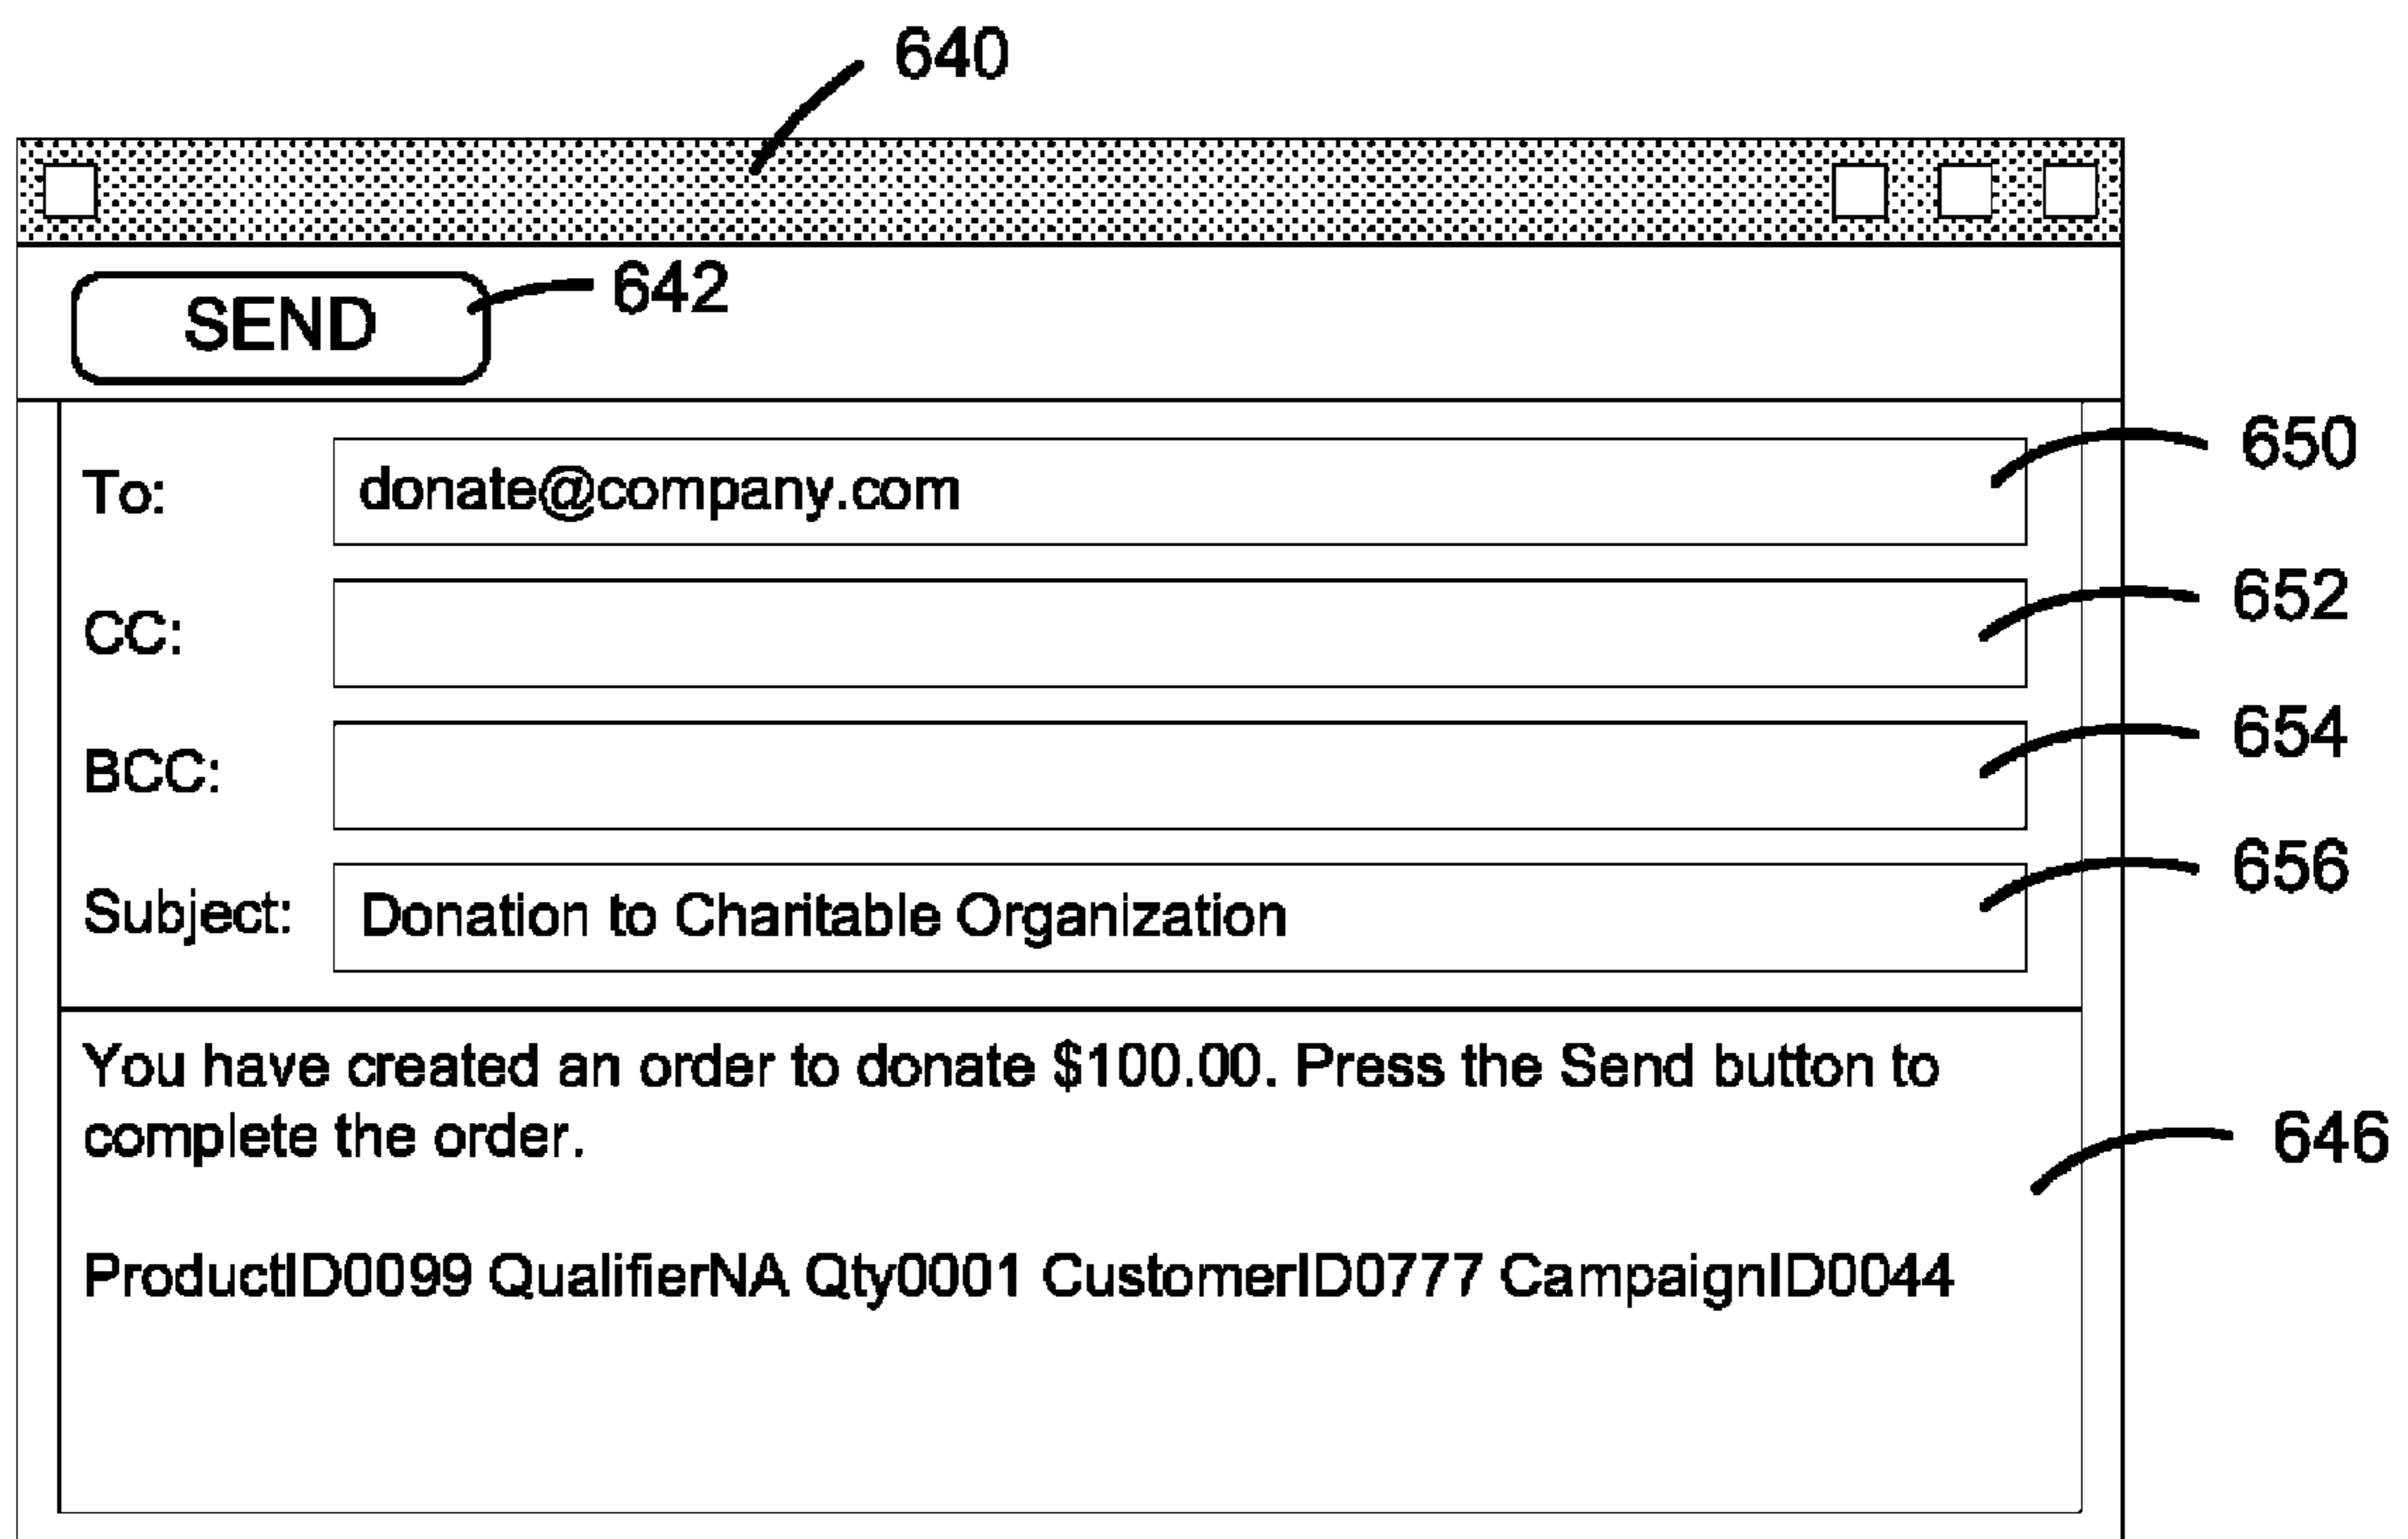 640
SEND 642
To: donate@company.com 650
CC: 652
BCC: 654
Subject: Donation to Charitable Organization 656
You have created an order to donate $100.00. Press the Send button to
complete the order.
646
ProductID0099 QualifierNA Qty0001 CustomerID0777 CampaignID0044